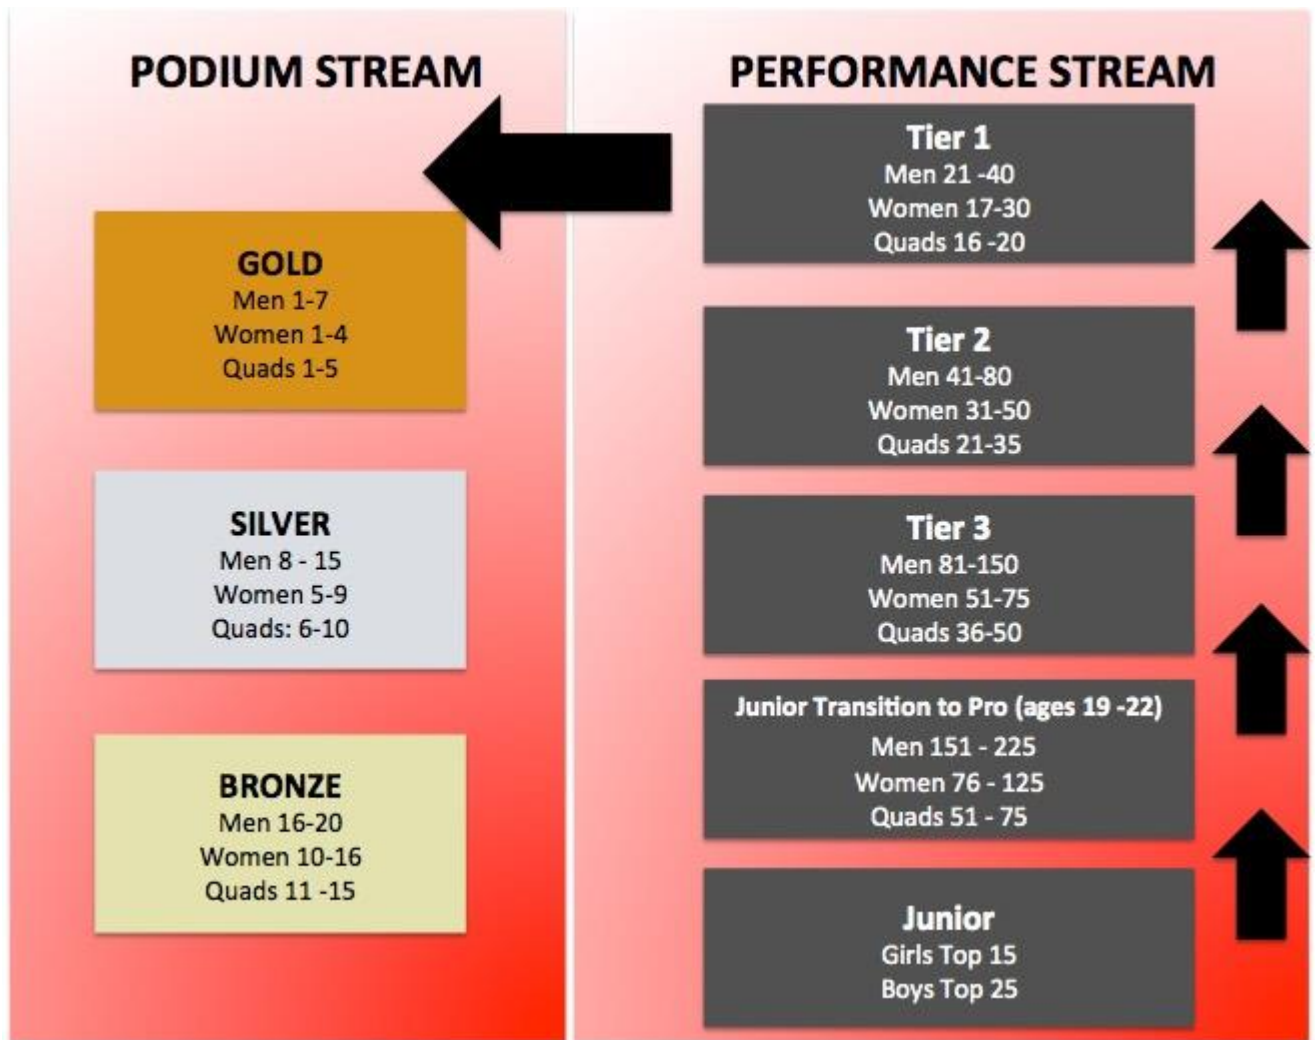 PODIUM STREAM
GOLD
Men 1-7
Women 1-4
Quads 1-5
SILVER
Men 8 - 15
Women 5-9
Quads: 6-10
BRONZE
Men 16-20
Women 10-16
Quads 11 -15
PERFORMANCE STREAM
Tier 1
Men 21 -40
Women 17-30
Quads 16 -20
Tier 2
Men 41-80
Women 31-50
Quads 21-35
Tier 3
Men 81-150
Women 51-75
Quads 36-50
Junior Transition to Pro (ages 19 -22)
Men 151 - 225
Women 76 - 125
Quads 51 - 75
Junior
Girls Top 15
Boys Top 25